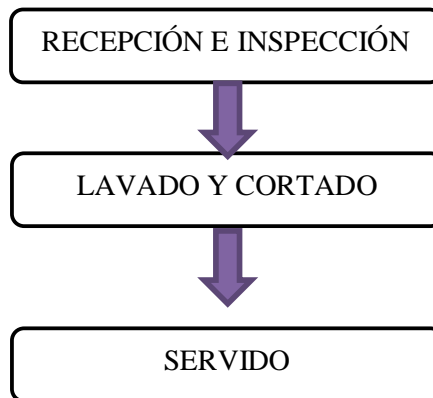 RECEPCIÓN E INSPECCIÓN
LAVADO Y CORTADO
SERVIDO